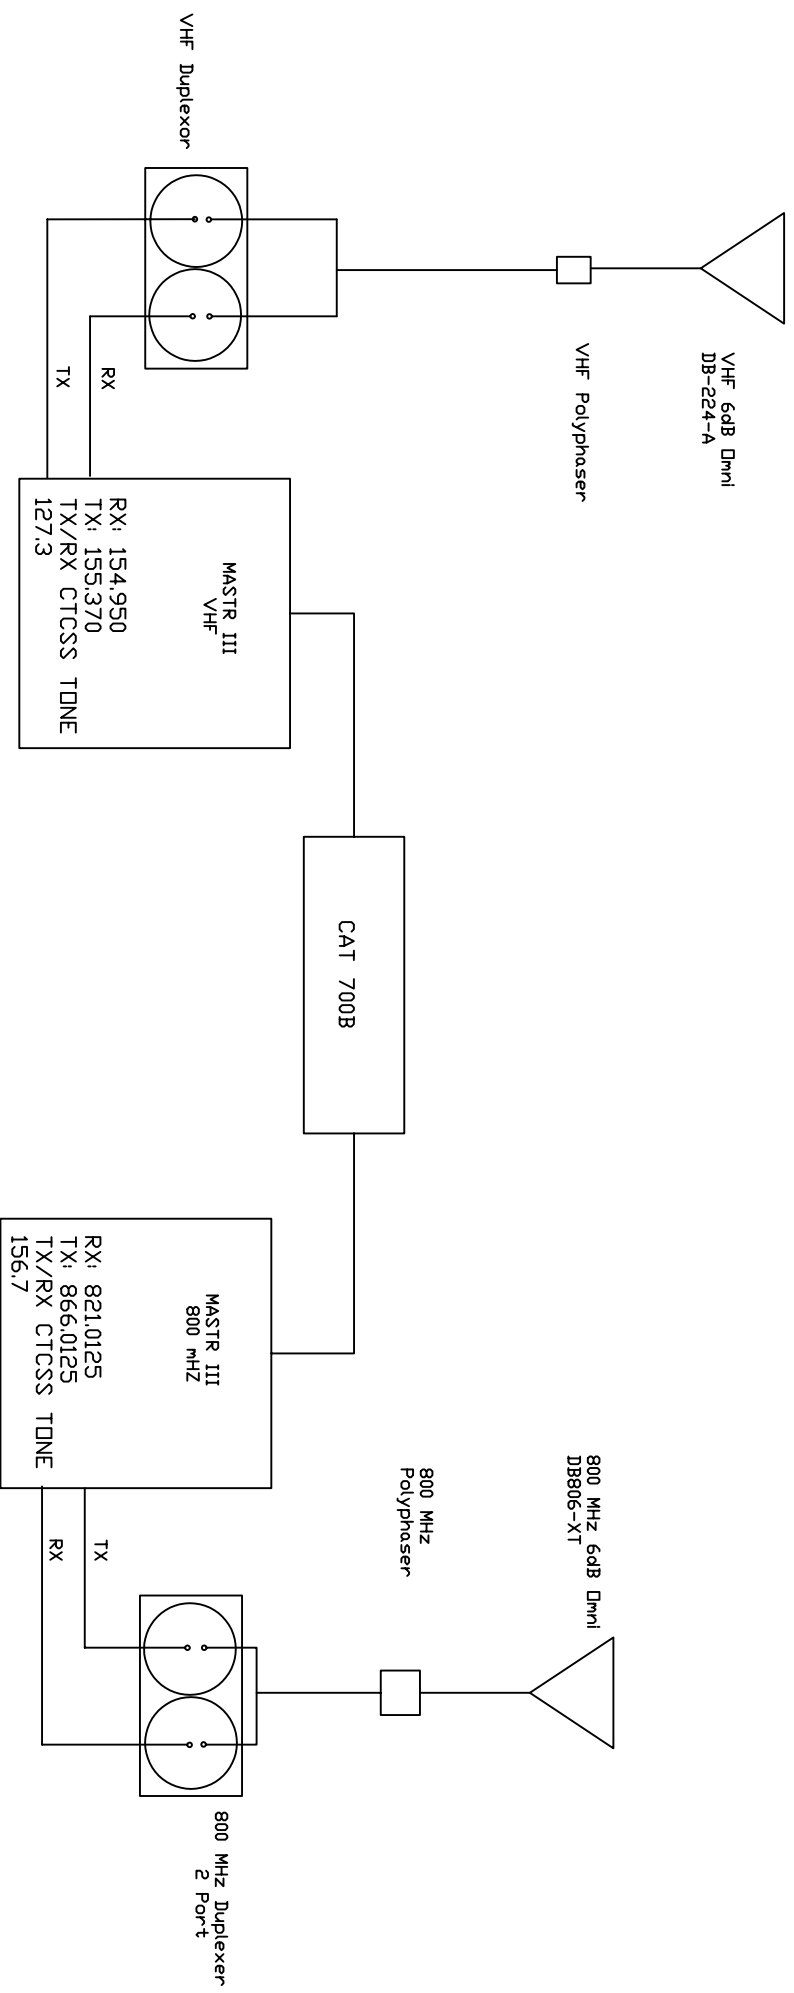 VHF 6dB Omni
DB-224-A
VHF Polyphaser
VHF Duplexor
RX
TX
MASTR III
VHF
RX: 154.950
TX: 155.370
TX/RX CTCSS TONE
127.3
CAT 700B
800 MHz 6dB Omni
DB806-XT
800 MHz
Polyphaser
MASTR III
800 mHZ
RX: 821.0125
TX: 866.0125
TX/RX CTCSS TONE
156.7
TX
RX
800 MHz Duplexer
2 Port